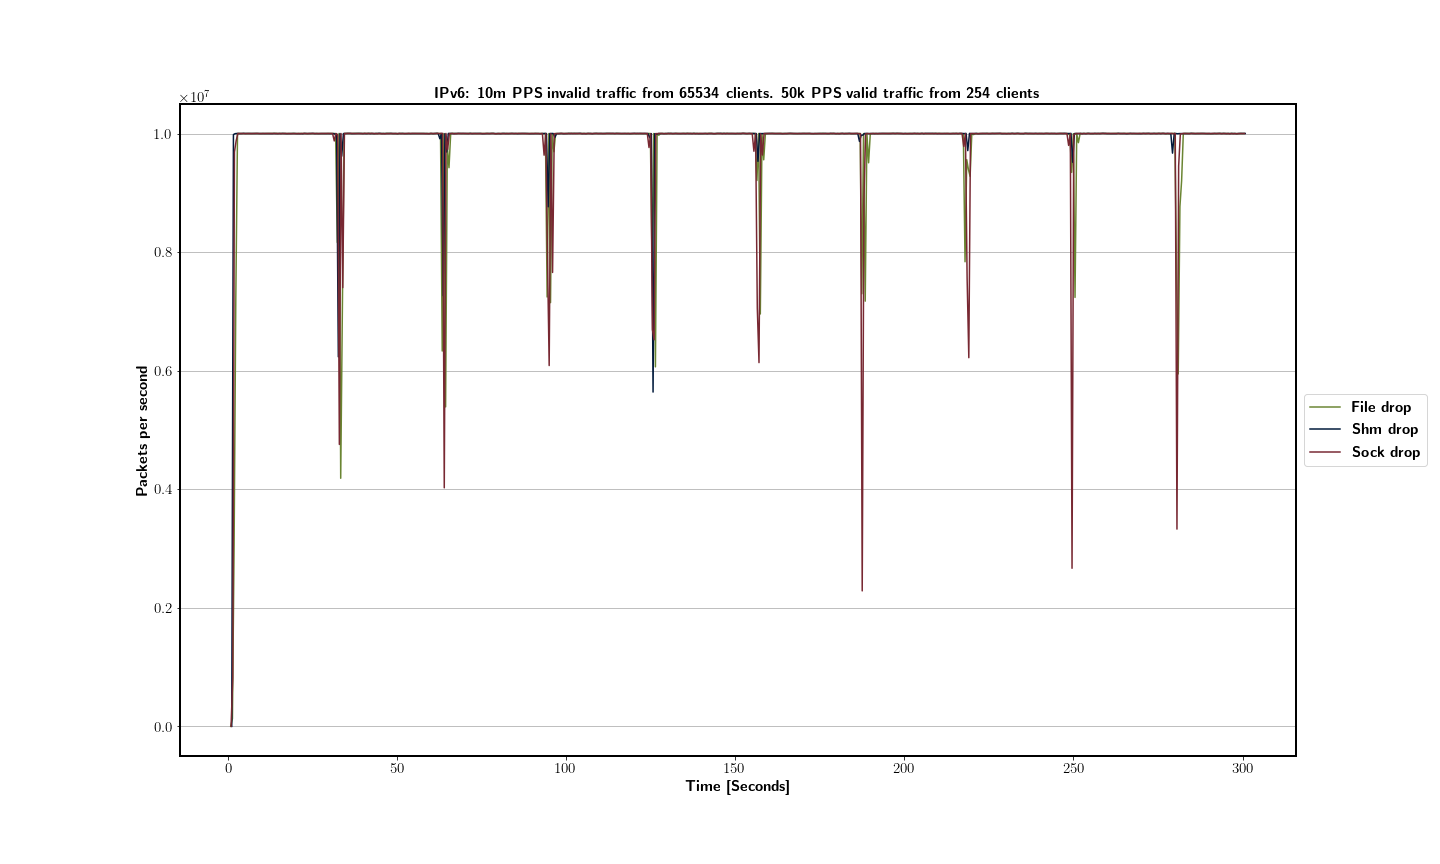 IPv6: 10m PPS invalid traffic from 65534 clients. 50k PPS valid traffic from 254 clients
×10⁷
1.0
0.8
0.6
0.4
0.2
0.0
Packets per second
0 50 100 150 200 250 300
Time [Seconds]
File drop
Shm drop
Sock drop